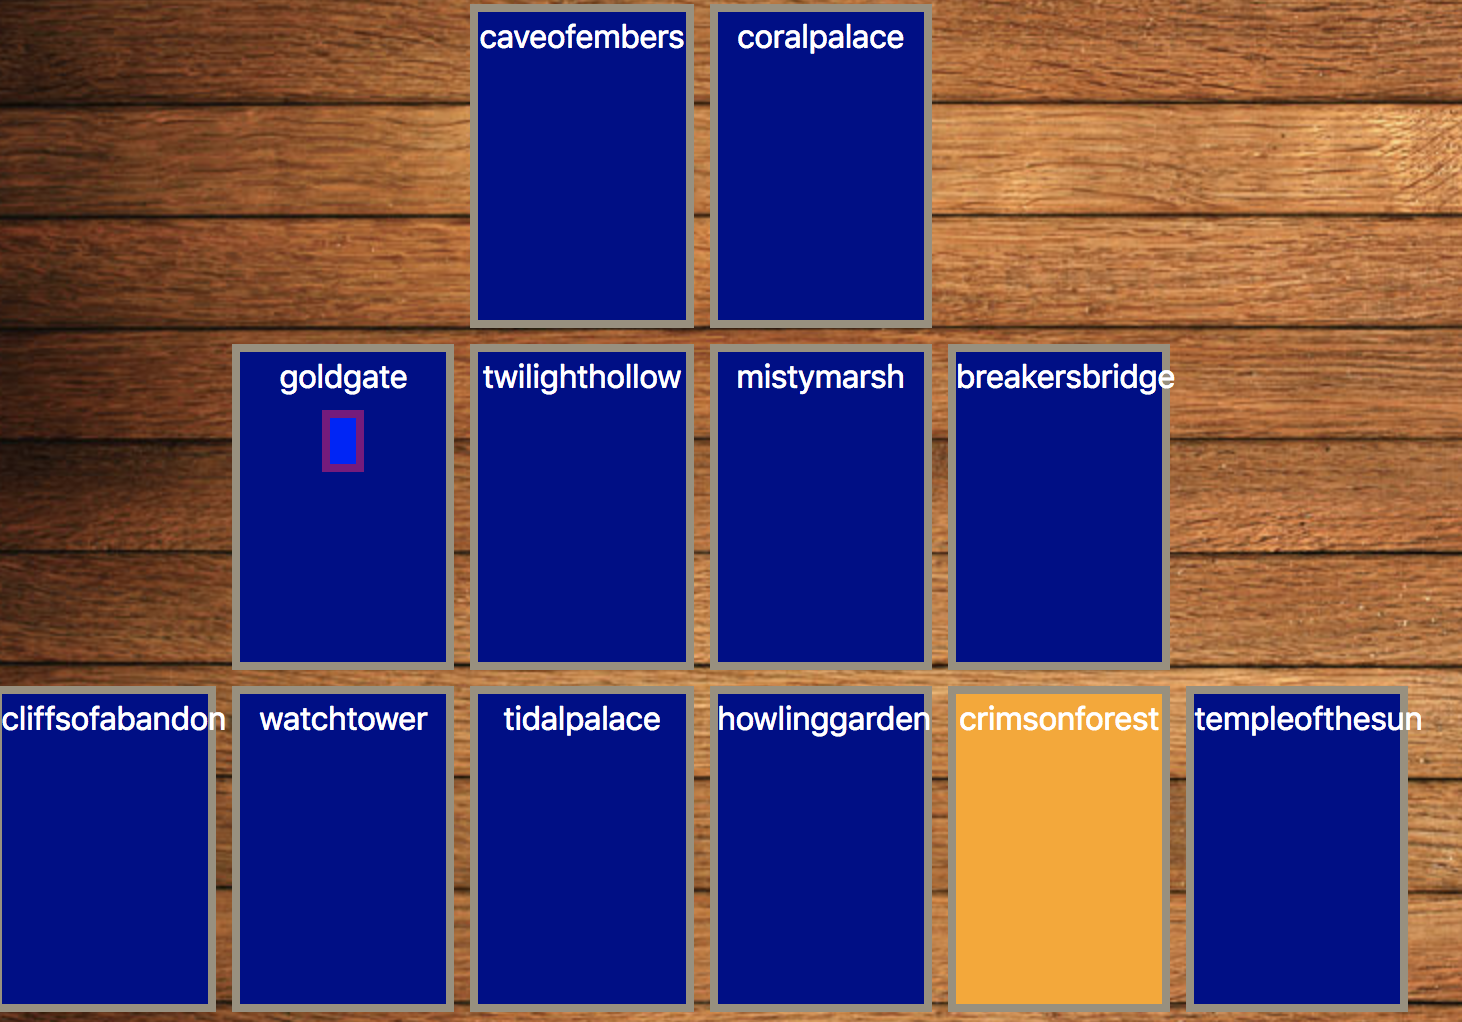 caveofembers
coralpalace
goldgate
twilighthollow
mistymarsh
breakersbridge
cliffsofabandon
watchtower
tidalpalace
howlinggarden
crimsonforest
templeofthesun